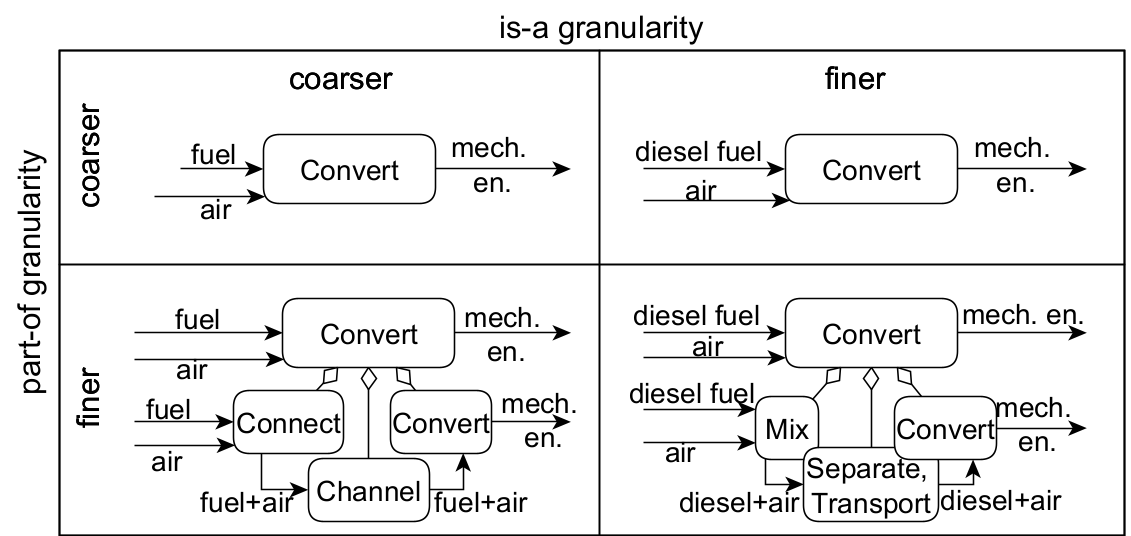 is-a granularity
coarser
finer
part-of granularity
coarser
fuel
air
Convert
mech.
en.
diesel fuel
air
Convert
mech.
en.
finer
fuel
air
Convert
mech.
en.
fuel
air
Connect
Convert
mech.
en.
fuel+air
Channel
fuel+air
diesel fuel
air
Convert
mech. en.
diesel fuel
air
Mix
Convert
mech.
en.
Separate,
Transport
diesel+air
diesel+air